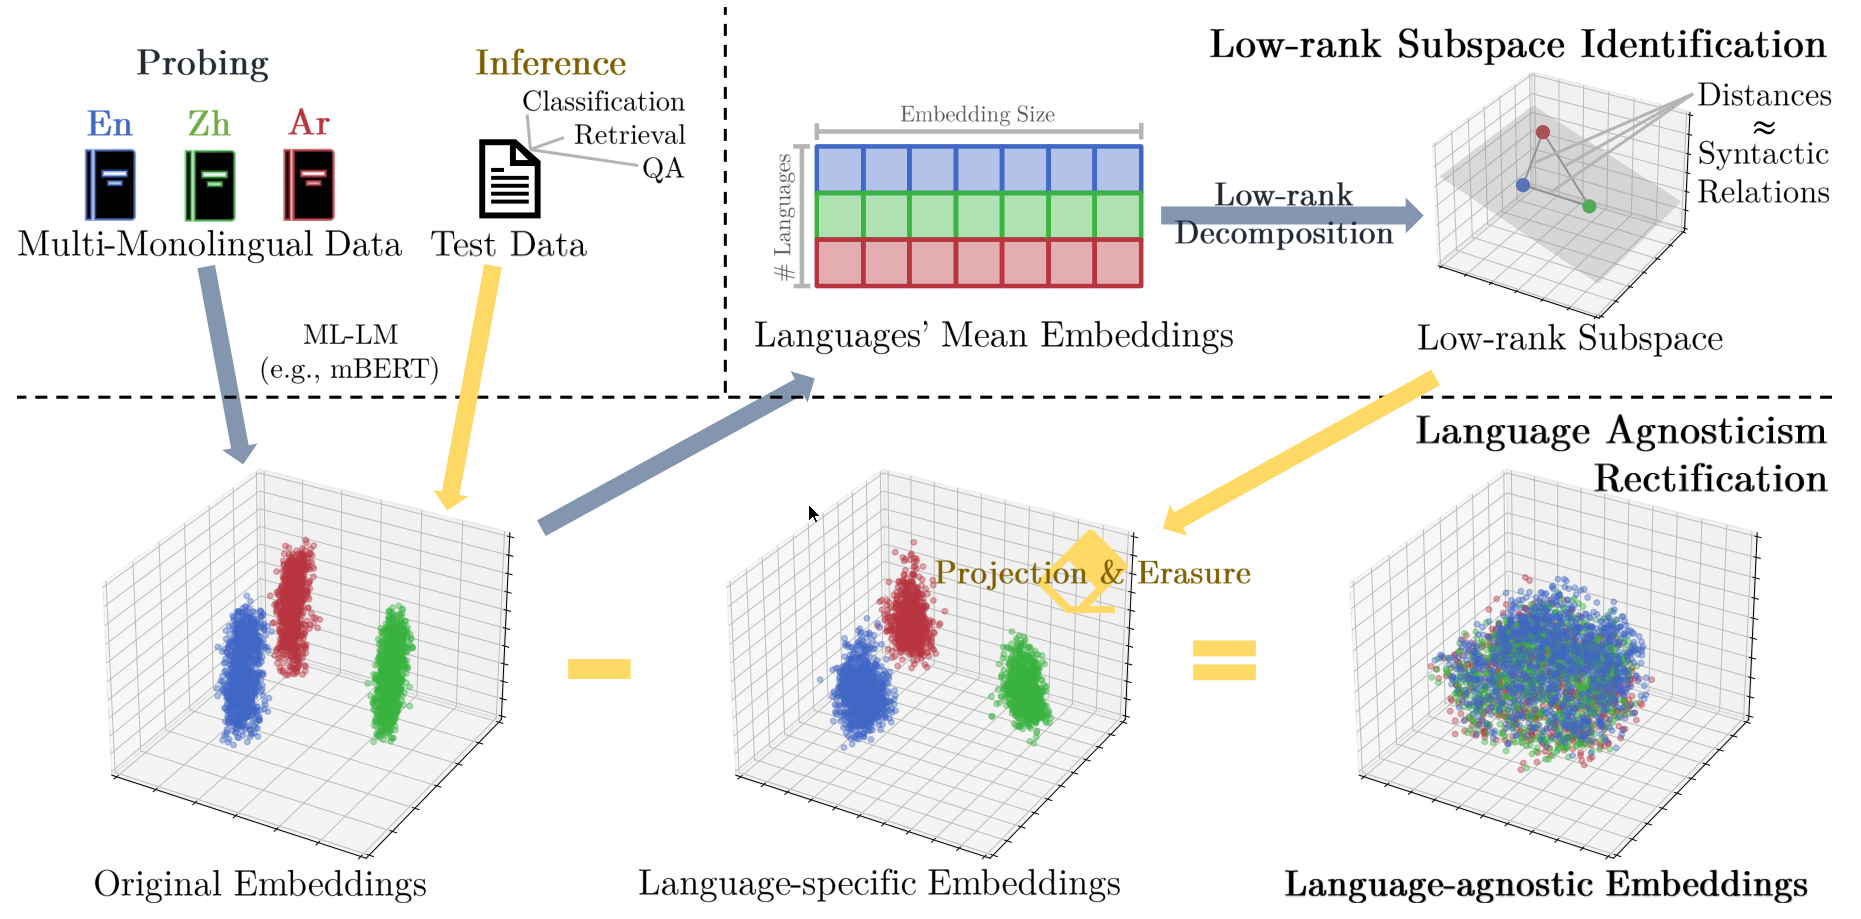 Probing
En
Zh
Ar
Multi-Monolingual Data
Inference
Classification
Retrieval
QA
Test Data
ML-LM
(e.g., mBERT)
Low-rank Subspace Identification
Embedding Size
# Languages
Languages' Mean Embeddings
Low-rank
Decomposition
Distances
≈
Syntactic
Relations
Low-rank Subspace
Language Agnosticism
Rectification
Projection & Erasure
Original Embeddings
Language-specific Embeddings
Language-agnostic Embeddings